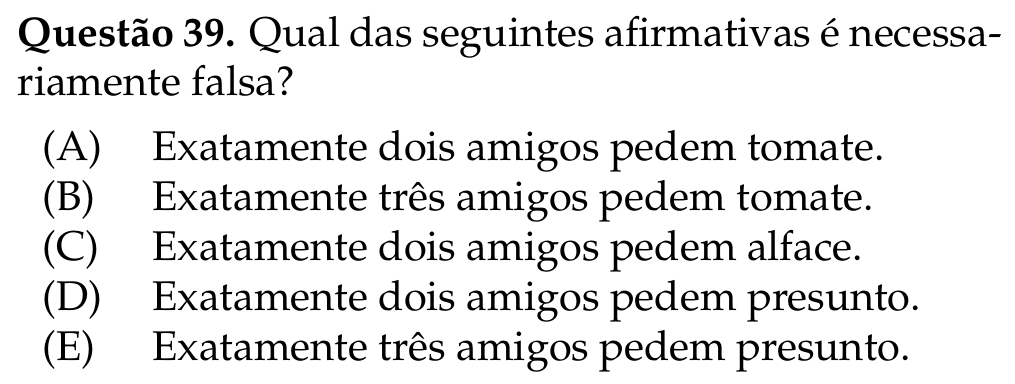 Questão 39. Qual das seguintes afirmativas é necessa-
riamente falsa?
(A) Exatamente dois amigos pedem tomate.
(B) Exatamente três amigos pedem tomate.
(C) Exatamente dois amigos pedem alface.
(D) Exatamente dois amigos pedem presunto.
(E) Exatamente três amigos pedem presunto.